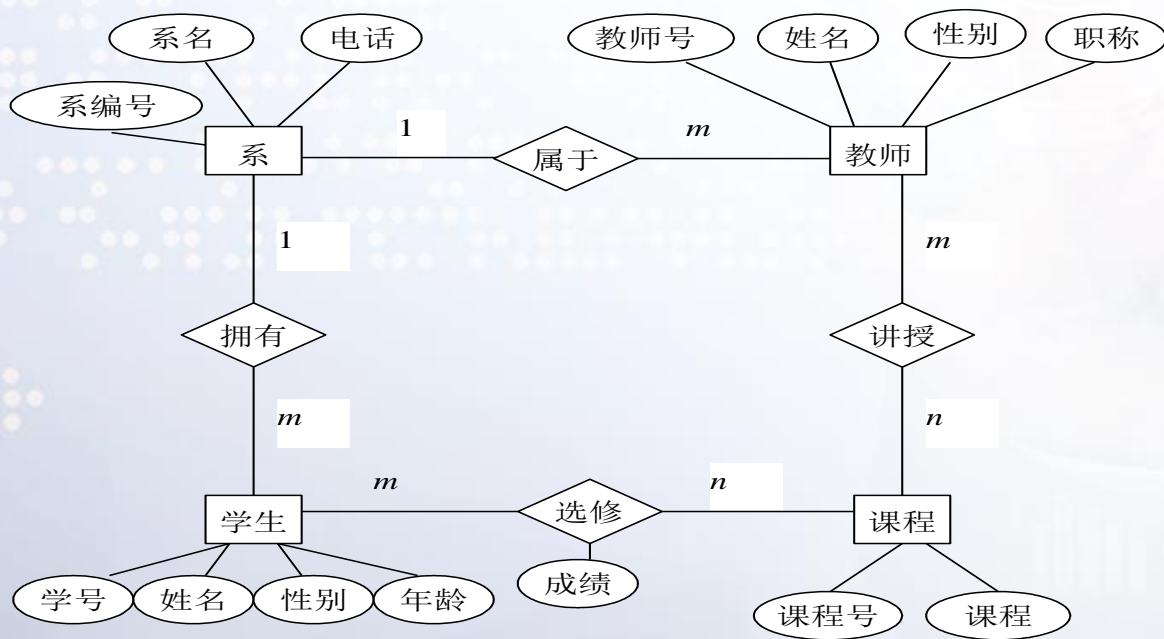 系名 电话 教师号 姓名 性别 职称
系编号
系 1 属于 m 教师
1 m
拥有 讲授
m n
学生 m 选修 n 课程
学号 姓名 性别 年龄 成绩 课程号 课程